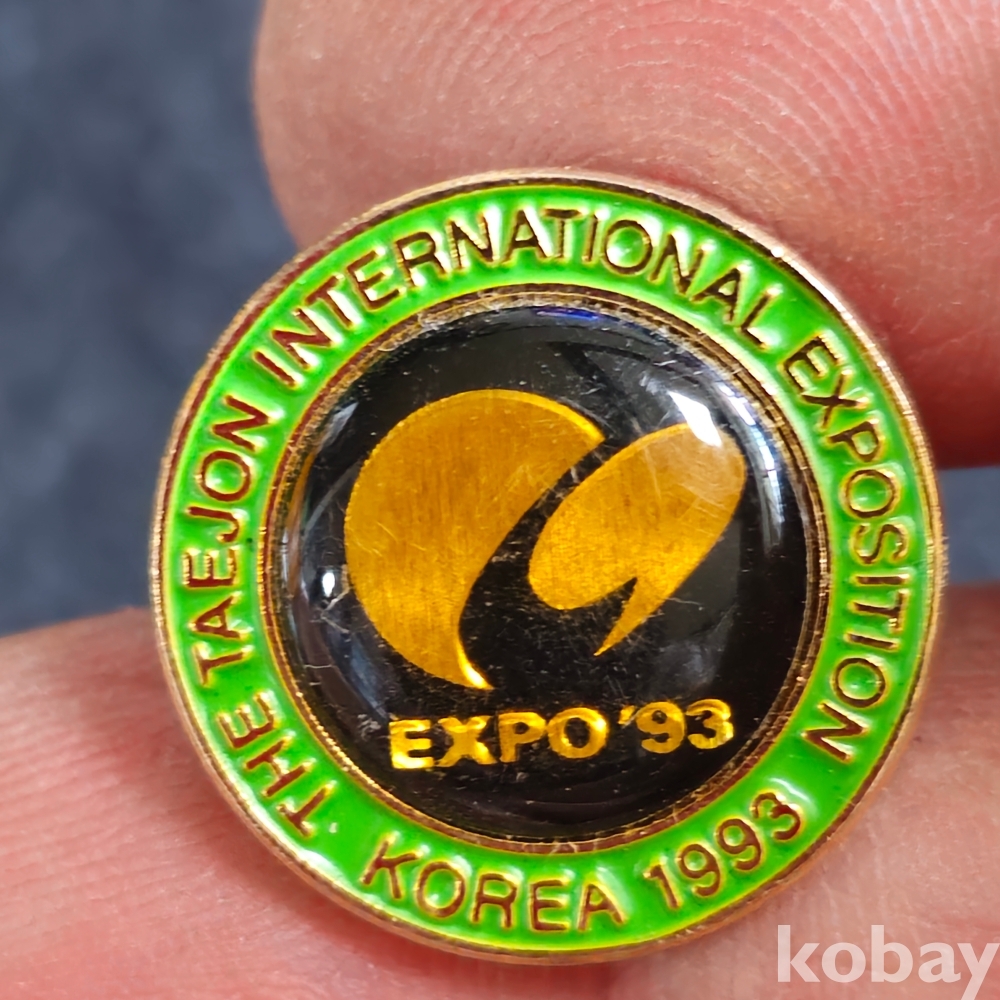 THE TAEJON INTERNATIONAL EXPOSITION
EXPO '93
KOREA 1993
kobay